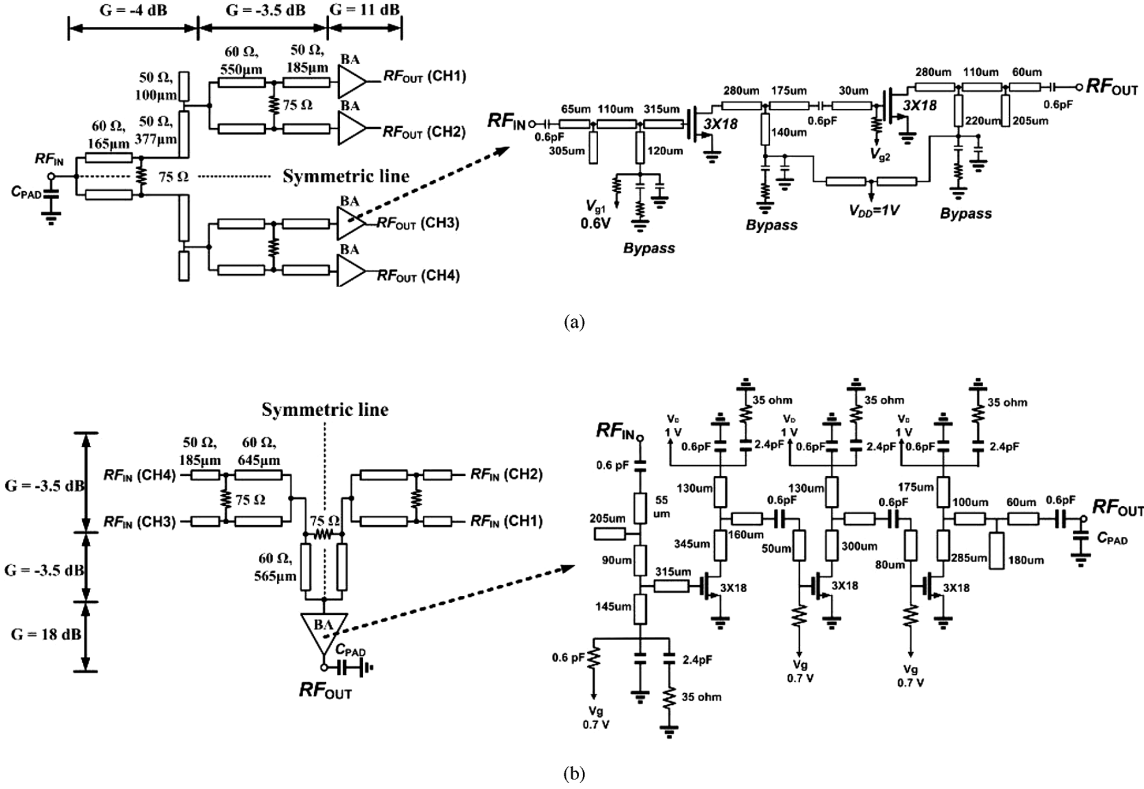 G = -4 dB
G = -3.5 dB
G = 11 dB
60 Ω,
550μm
50 Ω,
185μm
BA
RFOUT (CH1)
50 Ω,
100μm
75 Ω
BA
RFOUT (CH2)
50 Ω,
377μm
60 Ω,
165μm
RFIN
75 Ω
Symmetric line
CPAD
BA
RFOUT (CH3)
BA
RFOUT (CH4)
RFIN
0.6pF
65um
110um
315um
305um
120um
Vg1
0.6V
Bypass
3X18
280um
175um
0.6pF
30um
140um
Vg2
Bypass
3X18
280um
110um
60um
0.6pF
RFOUT
220um
205um
VDD=1V
Bypass
(a)
Symmetric line
G = -3.5 dB
G = -3.5 dB
G = 18 dB
50 Ω,
185μm
60 Ω,
645μm
RFIN (CH4)
75 Ω
RFIN (CH3)
RFIN (CH2)
RFIN (CH1)
75 Ω
60 Ω,
565μm
BA
CPAD
RFOUT
RFIN
0.6 pF
55
um
205um
90um
315um
145um
0.6 pF
2.4pF
35 ohm
Vg
0.7 V
35 ohm
1 V
0.6pF
2.4pF
130um
345um
160um
0.6pF
3X18
50um
35 ohm
VD
1 V
0.6pF
2.4pF
130um
300um
0.6pF
3X18
Vg
0.7 V
80um
35 ohm
1 V
0.6pF
2.4pF
175um
100um
60um
0.6pF
RFOUT
CPAD
285um
180um
3X18
Vg
0.7 V
(b)